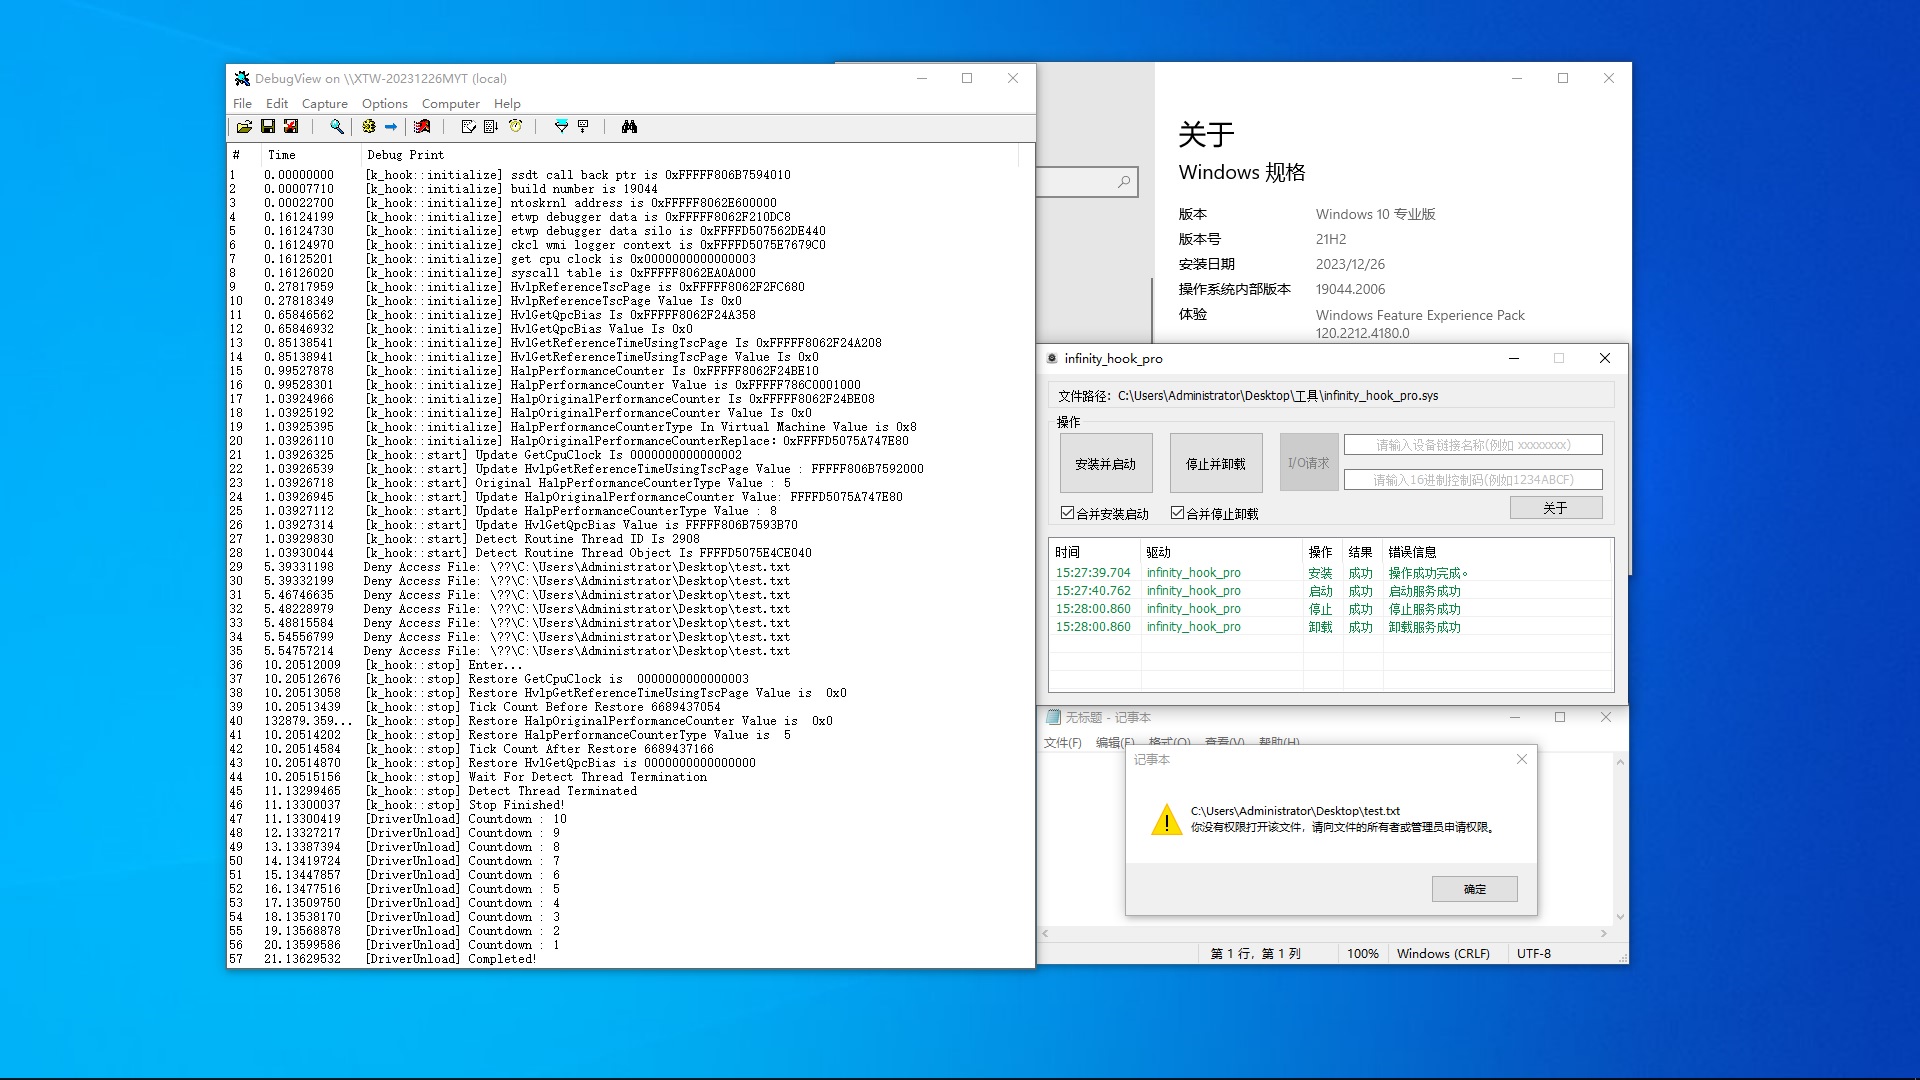 DebugView on \\XTW-20231226MYT (local)
File Edit Capture Options Computer Help
# Time Debug Print
1 0.00000000 [k_hook::initialize] ssdt call back ptr is 0xFFFFF806B7594010
2 0.00007710 [k_hook::initialize] build number is 19044
3 0.00022700 [k_hook::initialize] ntoskrnl address is 0xFFFFF8062E600000
4 0.16124199 [k_hook::initialize] etwp debugger data is 0xFFFFF8062F210DC8
5 0.16124730 [k_hook::initialize] etwp debugger data silo is 0xFFFFD507562DE440
6 0.16124970 [k_hook::initialize] ckcl wmi logger context is 0xFFFFD5075E7679C0
7 0.16125201 [k_hook::initialize] get cpu clock is 0x0000000000000003
8 0.16126020 [k_hook::initialize] syscall table is 0xFFFFF8062EA0A000
9 0.27817959 [k_hook::initialize] HvlpReferenceTscPage is 0xFFFFF8062F2FC680
10 0.27818349 [k_hook::initialize] HvlpReferenceTscPage Value Is 0x0
11 0.65846562 [k_hook::initialize] HvlGetQpcBias Is 0xFFFFF8062F24A358
12 0.65846932 [k_hook::initialize] HvlGetQpcBias Value Is 0x0
13 0.85138541 [k_hook::initialize] HvlGetReferenceTimeUsingTscPage Is 0xFFFFF8062F24A208
14 0.85138941 [k_hook::initialize] HvlGetReferenceTimeUsingTscPage Value Is 0x0
15 0.99527878 [k_hook::initialize] HalpPerformanceCounter Is 0xFFFFF8062F24BE10
16 0.99528301 [k_hook::initialize] HalpPerformanceCounter Value is 0xFFFFF786C0001000
17 1.03924966 [k_hook::initialize] HalpOriginalPerformanceCounter Is 0xFFFFF8062F24BE08
18 1.03925192 [k_hook::initialize] HalpOriginalPerformanceCounter Value Is 0x0
19 1.03925395 [k_hook::initialize] HalpPerformanceCounterType In Virtual Machine Value is 0x8
20 1.03926110 [k_hook::initialize] HalpOriginalPerformanceCounterReplace: 0xFFFFD5075A747E80
21 1.03926325 [k_hook::start] Update GetCpuClock Is 0000000000000002
22 1.03926539 [k_hook::start] Update HvlpGetReferenceTimeUsingTscPage Value : FFFFF806B7592000
23 1.03926718 [k_hook::start] Original HalpPerformanceCounterType Value : 5
24 1.03926945 [k_hook::start] Update HalpOriginalPerformanceCounter Value: FFFFD5075A747E80
25 1.03927112 [k_hook::start] Update HalpPerformanceCounterType Value : 8
26 1.03927314 [k_hook::start] Update HvlGetQpcBias Value is FFFFF806B7593B70
27 1.03929830 [k_hook::start] Detect Routine Thread ID Is 2908
28 1.03930044 [k_hook::start] Detect Routine Thread Object Is FFFFD5075E4CE040
29 5.39331198 Deny Access File: \??\C:\Users\Administrator\Desktop\test.txt
30 5.39332199 Deny Access File: \??\C:\Users\Administrator\Desktop\test.txt
31 5.46746635 Deny Access File: \??\C:\Users\Administrator\Desktop\test.txt
32 5.48228979 Deny Access File: \??\C:\Users\Administrator\Desktop\test.txt
33 5.48815584 Deny Access File: \??\C:\Users\Administrator\Desktop\test.txt
34 5.54556799 Deny Access File: \??\C:\Users\Administrator\Desktop\test.txt
35 5.54757214 Deny Access File: \??\C:\Users\Administrator\Desktop\test.txt
36 10.20512009 [k_hook::stop] Enter...
37 10.20512676 [k_hook::stop] Restore GetCpuClock is 0000000000000003
38 10.20513058 [k_hook::stop] Restore HvlpGetReferenceTimeUsingTscPage Value is 0x0
39 10.20513439 [k_hook::stop] Tick Count Before Restore 6689437054
40 132879.359... [k_hook::stop] Restore HalpOriginalPerformanceCounter Value is 0x0
41 10.20514202 [k_hook::stop] Restore HalpPerformanceCounterType Value is 5
42 10.20514584 [k_hook::stop] Tick Count After Restore 6689437166
43 10.20514870 [k_hook::stop] Restore HvlGetQpcBias is 0000000000000000
44 10.20515156 [k_hook::stop] Wait For Detect Thread Termination
45 11.13299465 [k_hook::stop] Detect Thread Terminated
46 11.13300037 [k_hook::stop] Stop Finished!
47 11.13300419 [DriverUnload] Countdown : 10
48 12.13327217 [DriverUnload] Countdown : 9
49 13.13387394 [DriverUnload] Countdown : 8
50 14.13419724 [DriverUnload] Countdown : 7
51 15.13447857 [DriverUnload] Countdown : 6
52 16.13477516 [DriverUnload] Countdown : 5
53 17.13509750 [DriverUnload] Countdown : 4
54 18.13538170 [DriverUnload] Countdown : 3
55 19.13568878 [DriverUnload] Countdown : 2
56 20.13599586 [DriverUnload] Countdown : 1
57 21.13629532 [DriverUnload] Completed!
关于
Windows 规格
版本 Windows 10 专业版
版本号 21H2
安装日期 2023/12/26
操作系统内部版本 19044.2006
体验 Windows Feature Experience Pack
120.2212.4180.0
infinity_hook_pro
文件路径: C:\Users\Administrator\Desktop\工具\infinity_hook_pro.sys
操作
安装并启动 停止并卸载 I/O请求 请输入设备链接名称(例如 xxxxxxxx)
请输入16进制控制码(例如1234ABCF)
合并安装启动 合并停止卸载 关于
时间 驱动 操作 结果 错误信息
15:27:39.704 infinity_hook_pro 安装 成功 操作成功完成。
15:27:40.762 infinity_hook_pro 启动 成功 启动服务成功
15:28:00.860 infinity_hook_pro 停止 成功 停止服务成功
15:28:00.860 infinity_hook_pro 卸载 成功 卸载服务成功
无标题 - 记事本
文件(F) 编辑(E) 格式(O) 查看(V) 帮助(H)
记事本
C:\Users\Administrator\Desktop\test.txt
你没有权限打开该文件，请向文件的所有者或管理员申请权限。
确定
第 1 行，第 1 列 100% Windows (CRLF) UTF-8